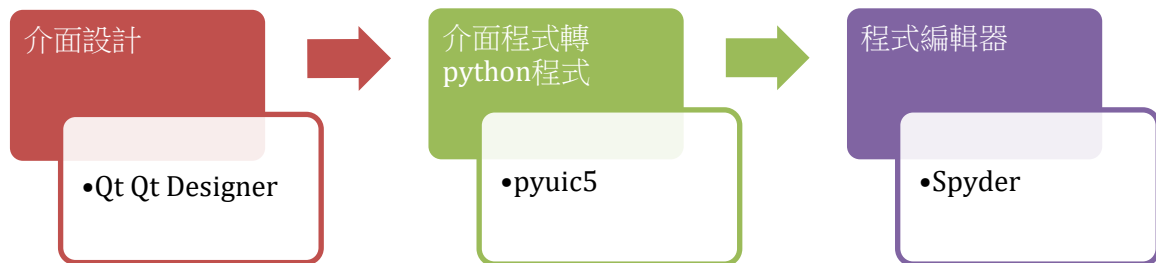 介面設計
•Qt Qt Designer
介面程式轉
python程式
•pyuic5
程式編輯器
•Spyder